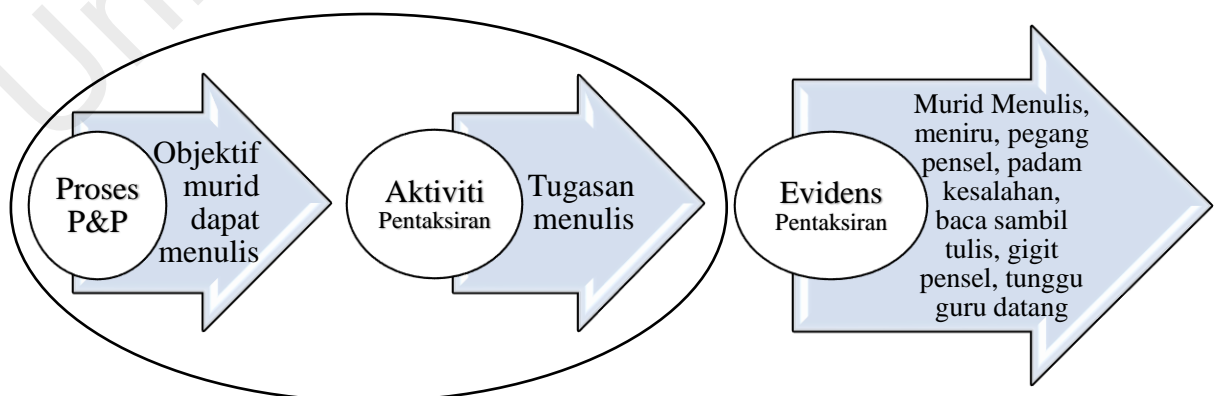 Proses
P&P
Objektif
murid
dapat
menulis
Aktiviti
Pentaksiran
Tugasan
menulis
Evidens
Pentaksiran
Murid Menulis,
meniru, pegang
pensel, padam
kesalahan,
baca sambil
tulis, gigit
pensel, tunggu
guru datang